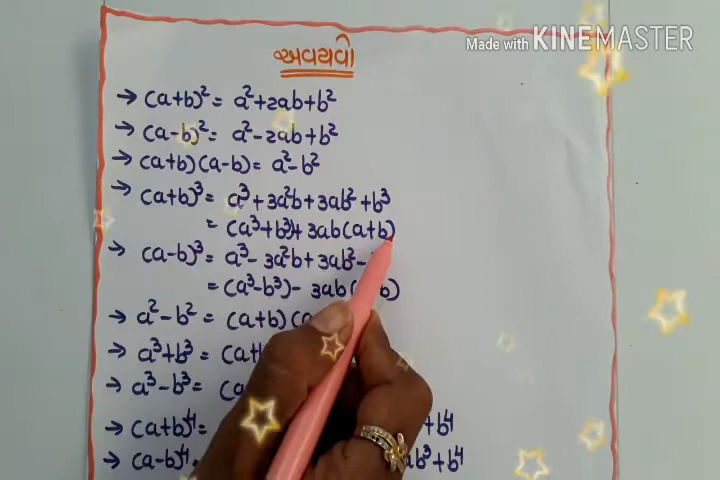 Made with KINEMASTER
અવયવો
→ (a+b)² = a²+2ab+b²
→ (a-b)² = a²-2ab+b²
→ (a+b)(a-b) = a²-b²
→ (a+b)³ = a³+3a²b+3ab²+b³
= (a³+b³)+3ab(a+b)
→ (a-b)³ = a³-3a²b+3ab²-
= (a³-b³)-3ab( b)
→ a²-b² = (a+b)(a
→ a³+b³ = (a+b
→ a³-b³ = (a
→ (a+b)⁴ = +b⁴
→ (a-b)⁴ = ab³+b⁴